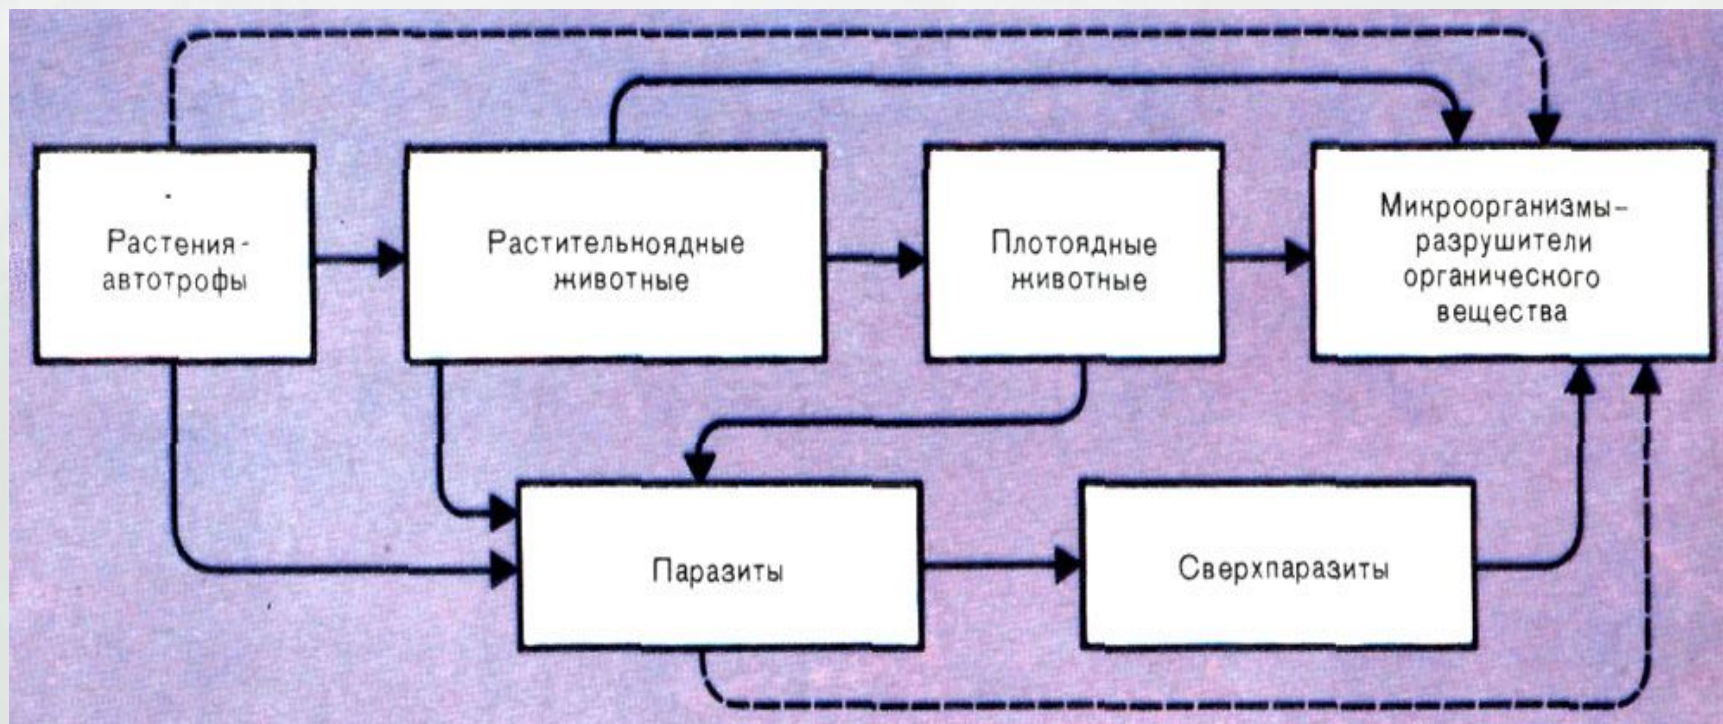 Растения-
автотрофы
Растительноядные
животные
Плотоядные
животные
Микроорганизмы–
разрушители
органического
вещества
Паразиты
Сверхпаразиты